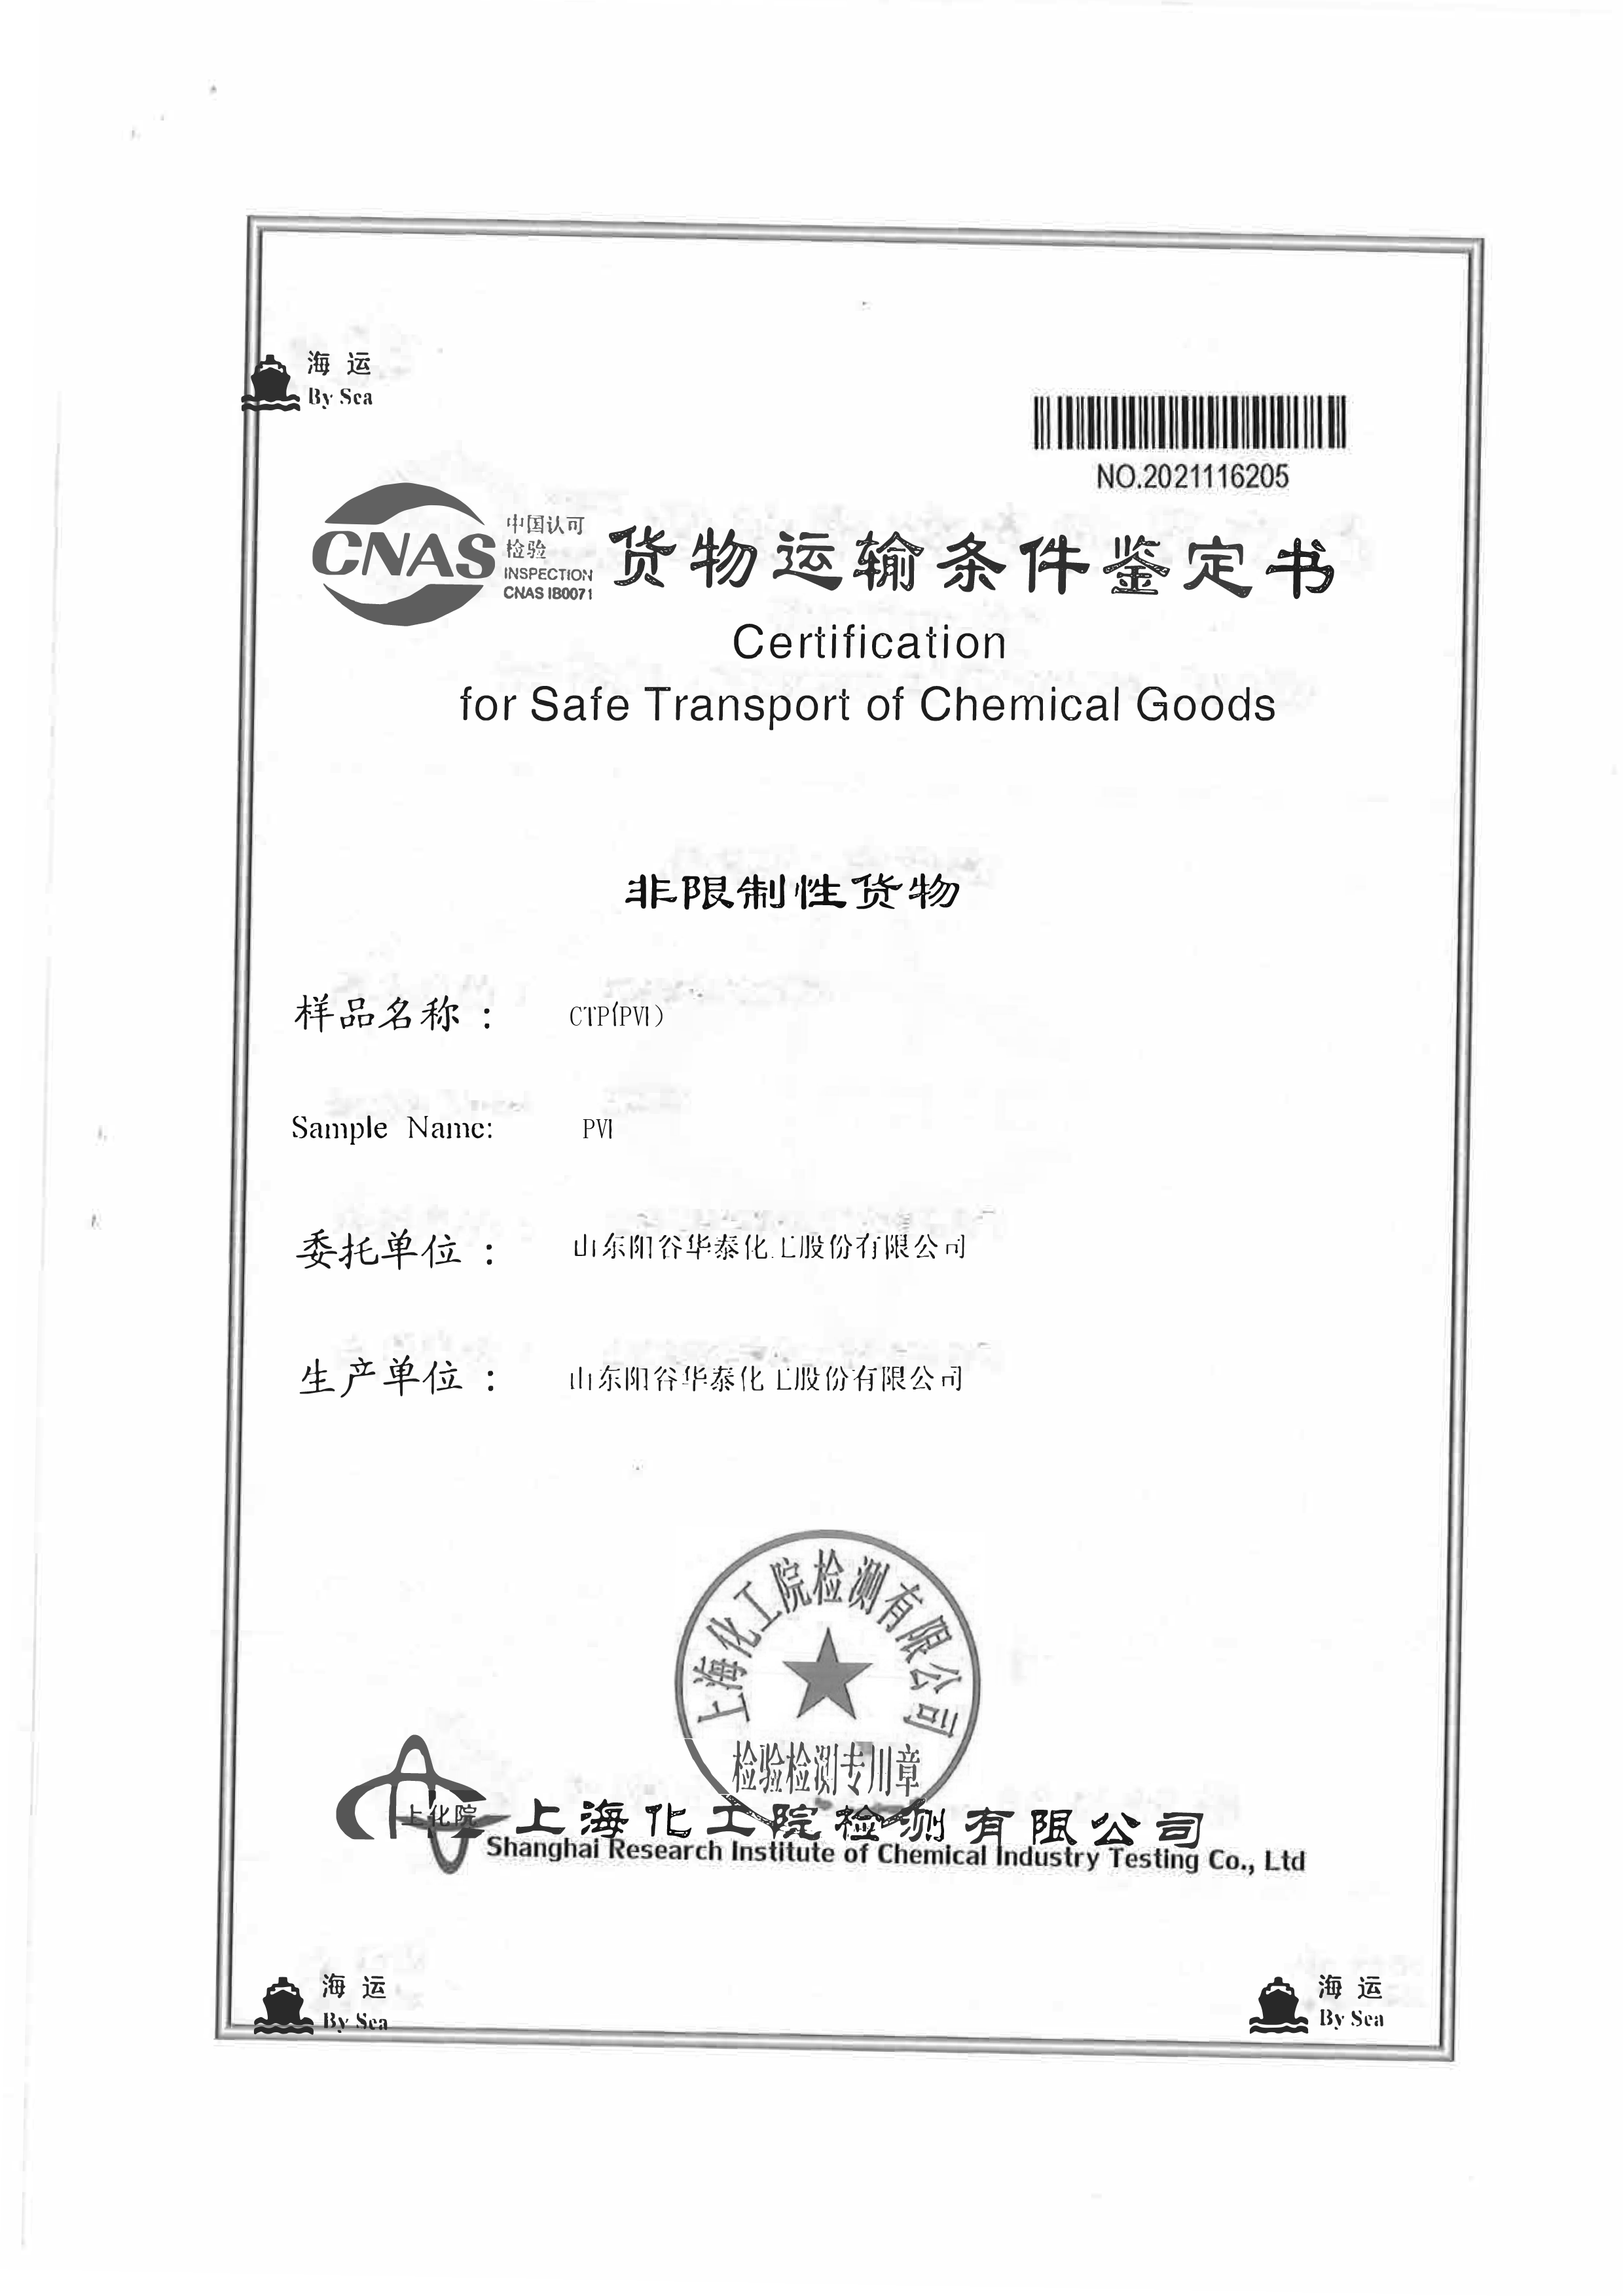 海 运
By Sea
NO.2021116205
CNAS
中国认可
检验
INSPECTION
CNAS IB0071
货物运输条件鉴定书
Certification
for Safe Transport of Chemical Goods
非限制性货物
样品名称： CTP(PVI)
Sample Name: PVI
委托单位： 山东阳谷华泰化工股份有限公司
生产单位： 山东阳谷华泰化工股份有限公司
上海化工院检测有限公司
检验检测专用章
上化院
上海化工院检测有限公司
Shanghai Research Institute of Chemical Industry Testing Co., Ltd
海 运
By Sea
海 运
By Sea